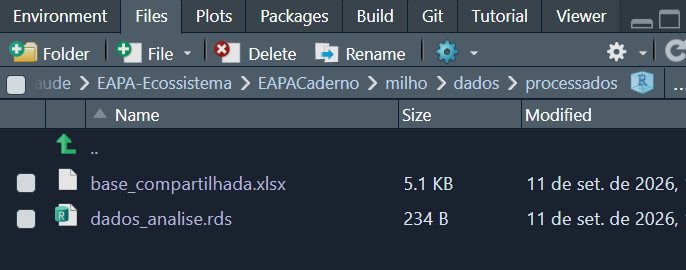 Environment Files Plots Packages Build Git Tutorial Viewer
Folder File Delete Rename
aude EAPA-Ecossistema EAPACaderno milho dados processados R ...
Name Size Modified
..
base_compartilhada.xlsx 5.1 KB 11 de set. de 2026,
dados_analise.rds 234 B 11 de set. de 2026,